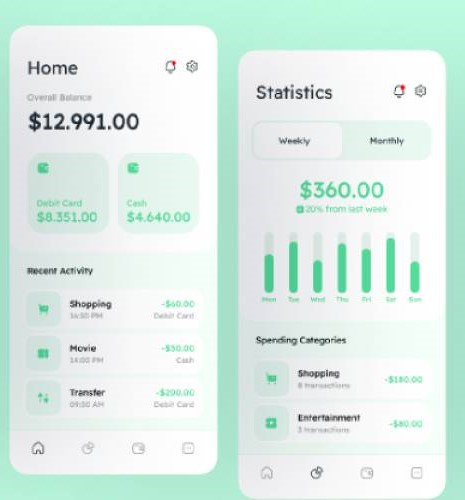 Home
Overall Balance
$12.991.00
Debit Card
$8.351.00
Cash
$4.640.00
Recent Activity
Shopping
-$60.00
16:30 PM
Debit Card
Movie
-$50.00
14:00 PM
Cash
Transfer
-$200.00
09:30 AM
Debit Card
Statistics
Weekly
Monthly
$360.00
20% from last week
Mon
Tue
Wed
Thu
Fri
Sat
Sun
Spending Categories
Shopping
8 transactions
-$180.00
Entertainment
3 transactions
-$80.00